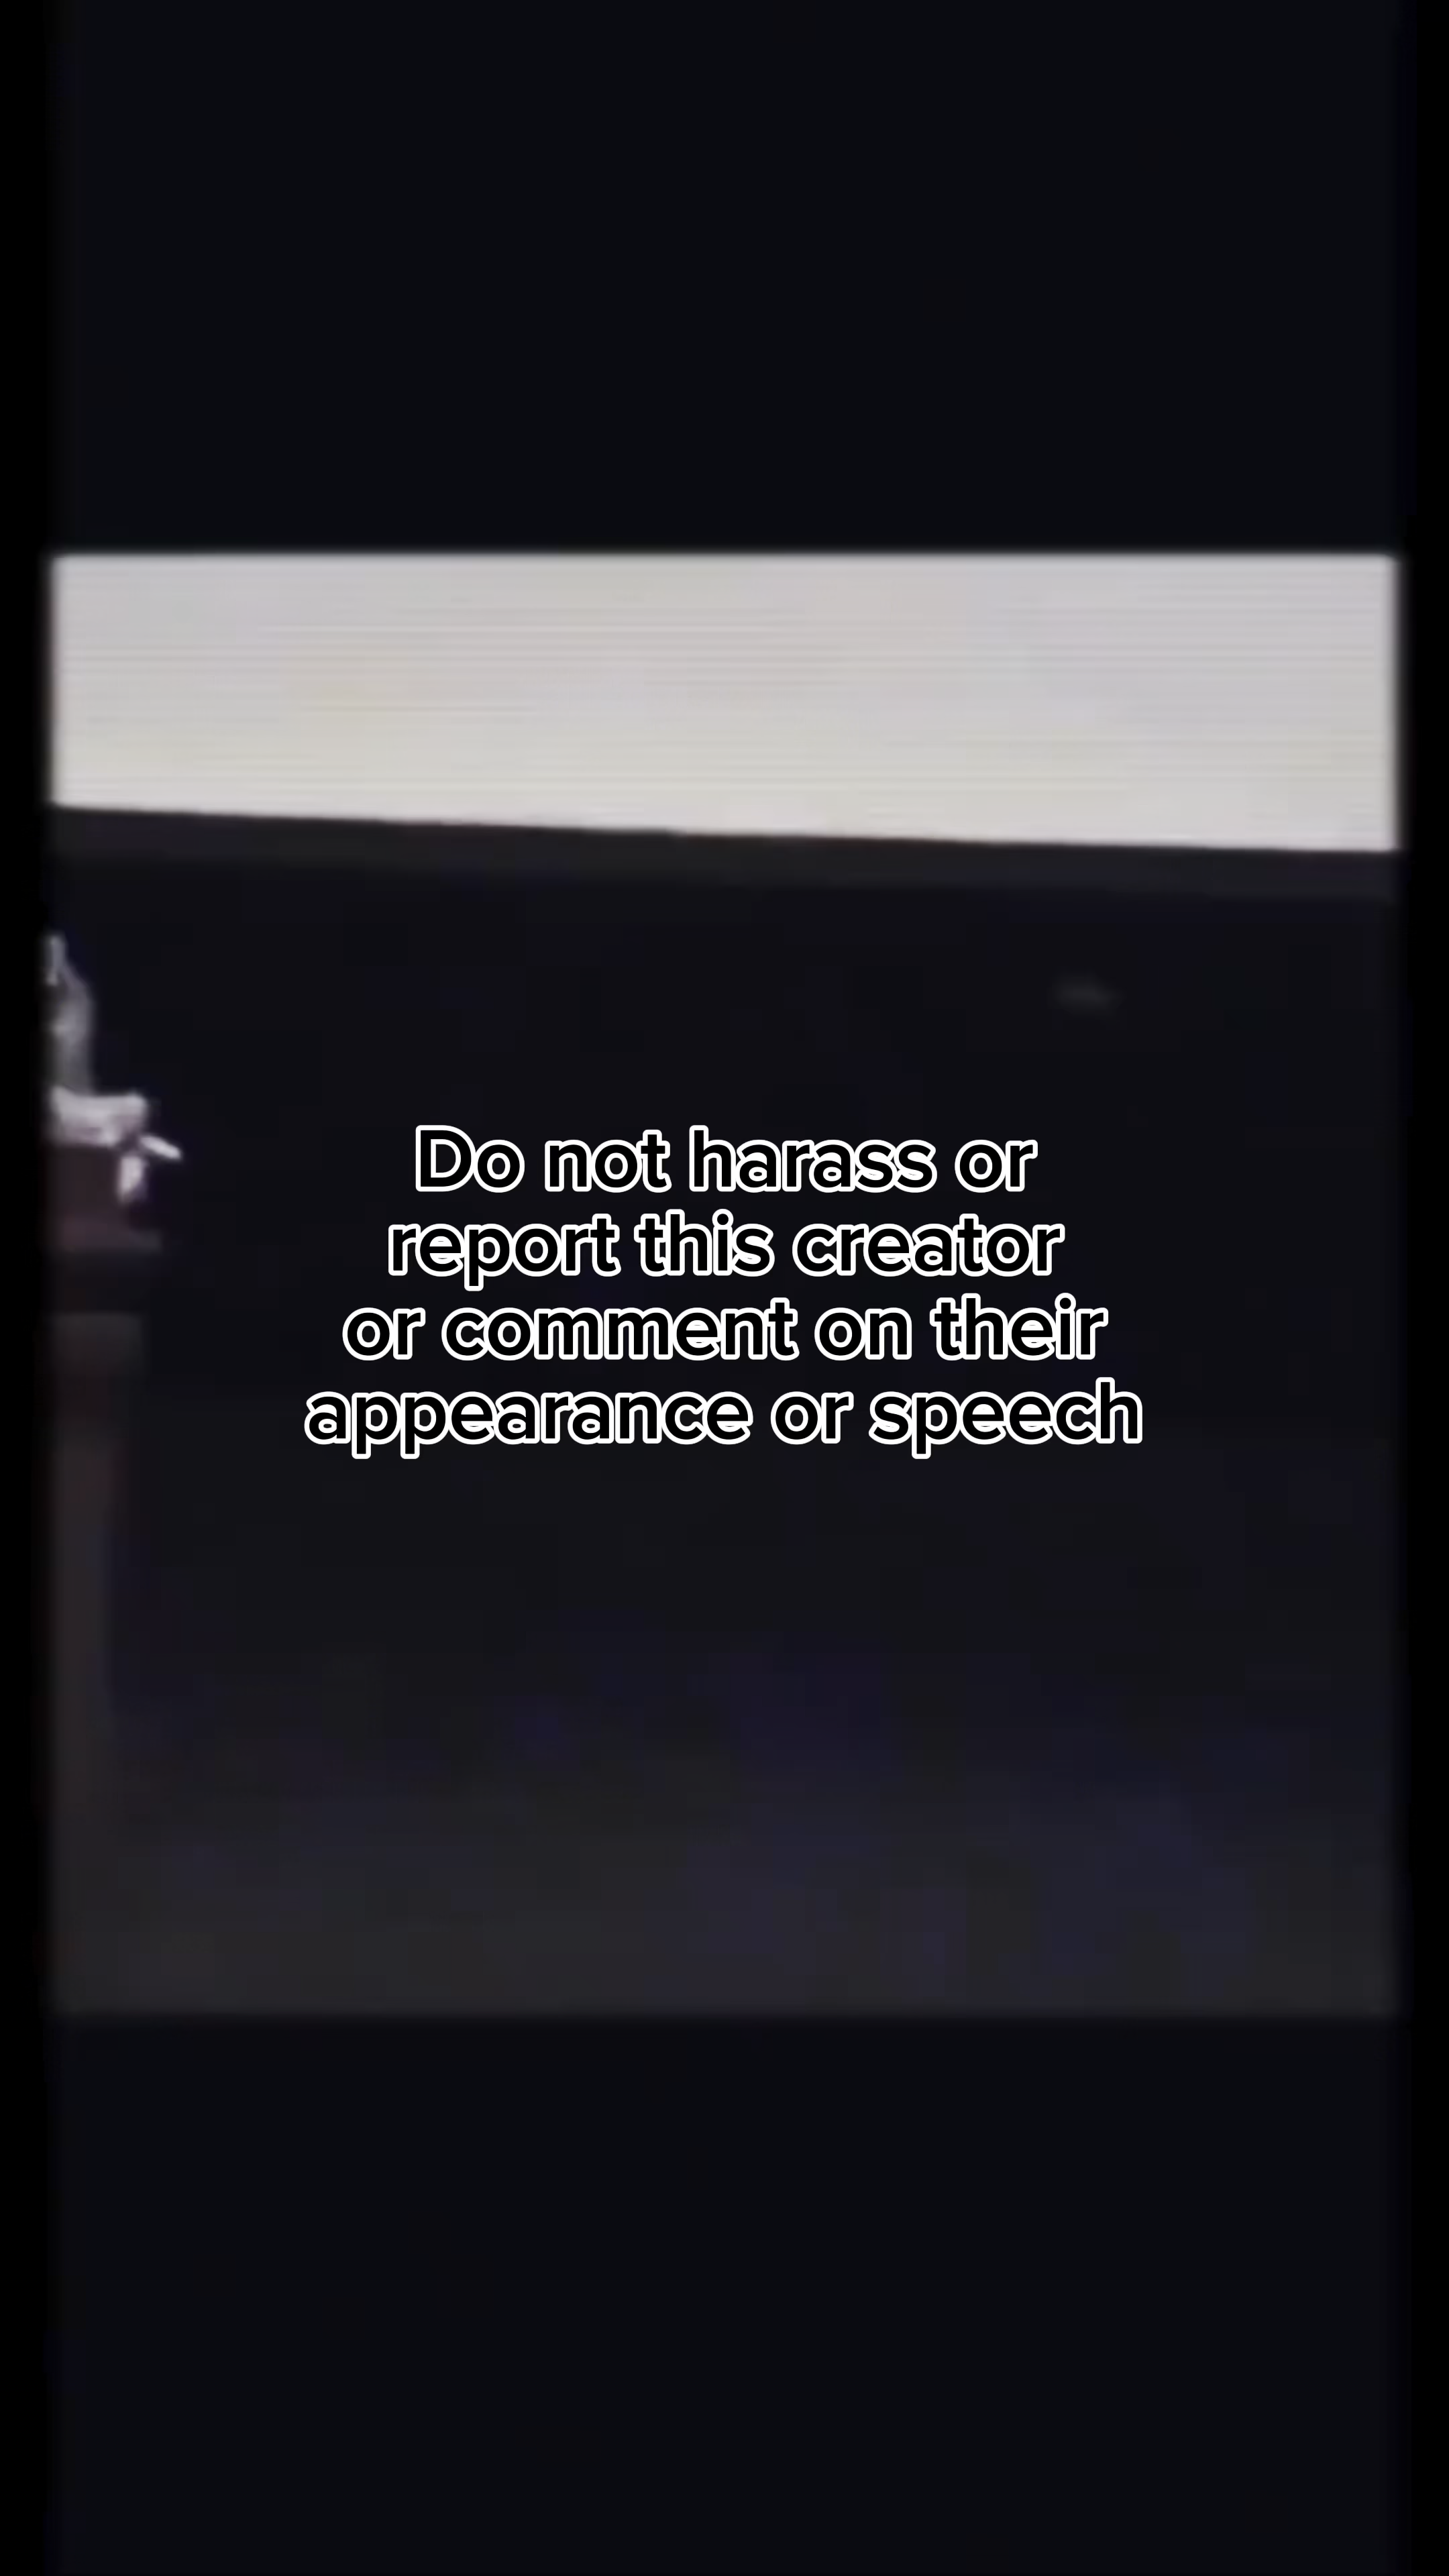 Do not harass or
report this creator
or comment on their
appearance or speech